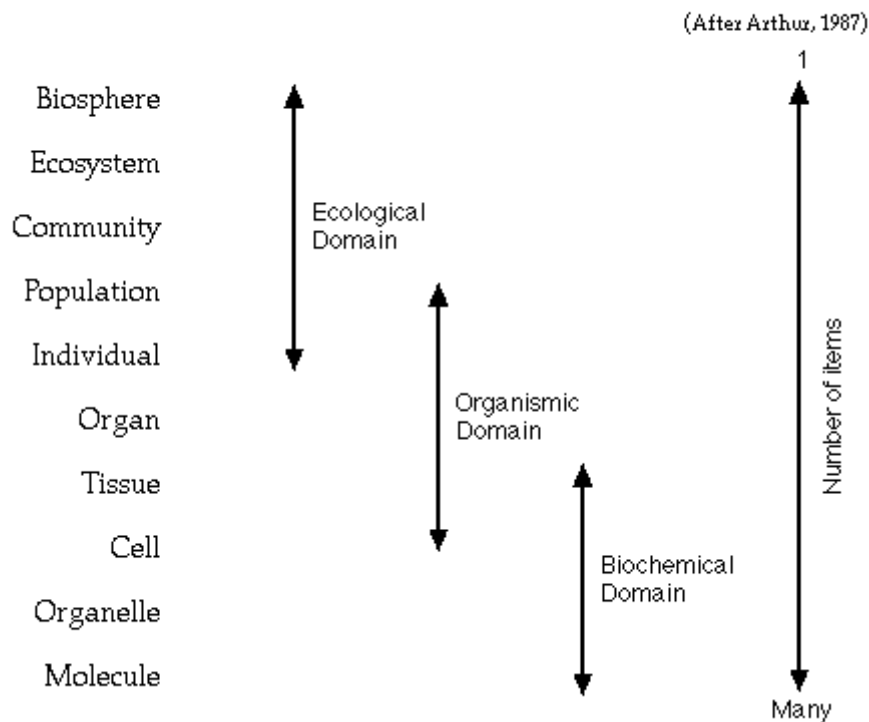 (After Arthur, 1987)
1
Biosphere
Ecosystem
Community
Population
Individual
Organ
Tissue
Cell
Organelle
Molecule
Ecological
Domain
Organismic
Domain
Biochemical
Domain
Number of items
Many